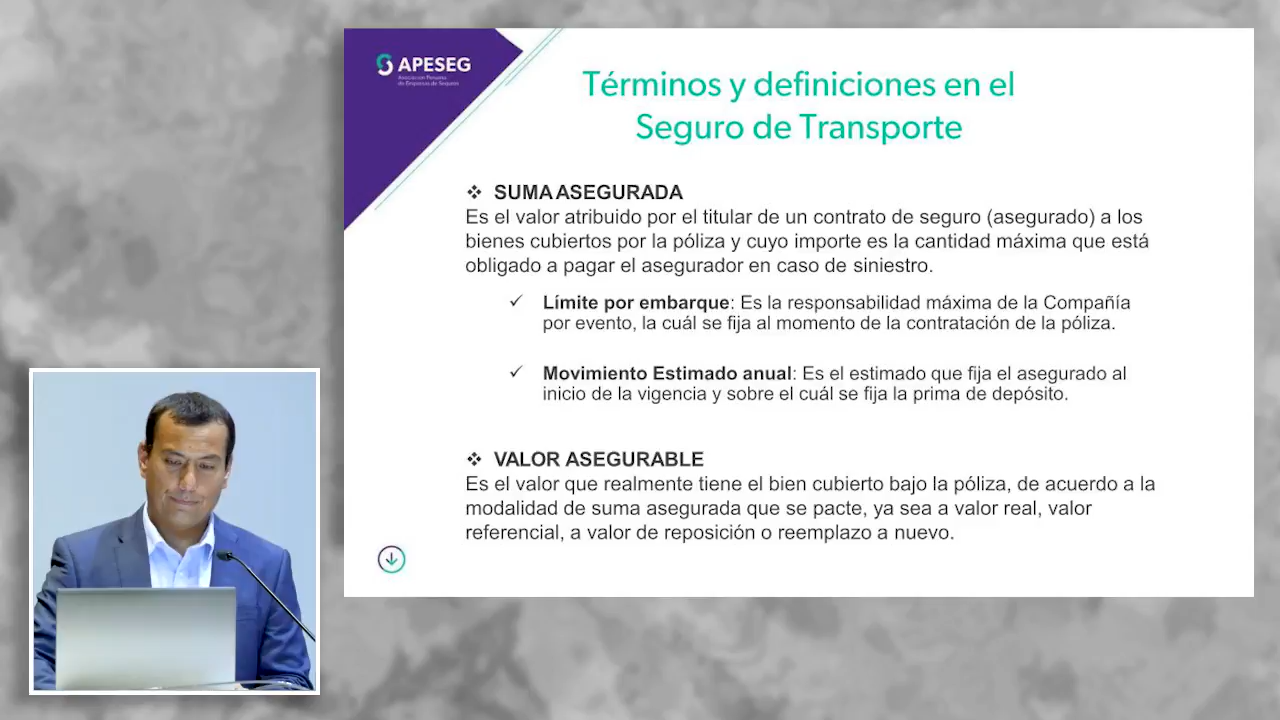 APESEG
Asociación Peruana
de Empresas de Seguros
Términos y definiciones en el
Seguro de Transporte
❖ SUMA ASEGURADA
Es el valor atribuido por el titular de un contrato de seguro (asegurado) a los
bienes cubiertos por la póliza y cuyo importe es la cantidad máxima que está
obligado a pagar el asegurador en caso de siniestro.
✓ Límite por embarque: Es la responsabilidad máxima de la Compañía
por evento, la cuál se fija al momento de la contratación de la póliza.
✓ Movimiento Estimado anual: Es el estimado que fija el asegurado al
inicio de la vigencia y sobre el cuál se fija la prima de depósito.
❖ VALOR ASEGURABLE
Es el valor que realmente tiene el bien cubierto bajo la póliza, de acuerdo a la
modalidad de suma asegurada que se pacte, ya sea a valor real, valor
referencial, a valor de reposición o reemplazo a nuevo.